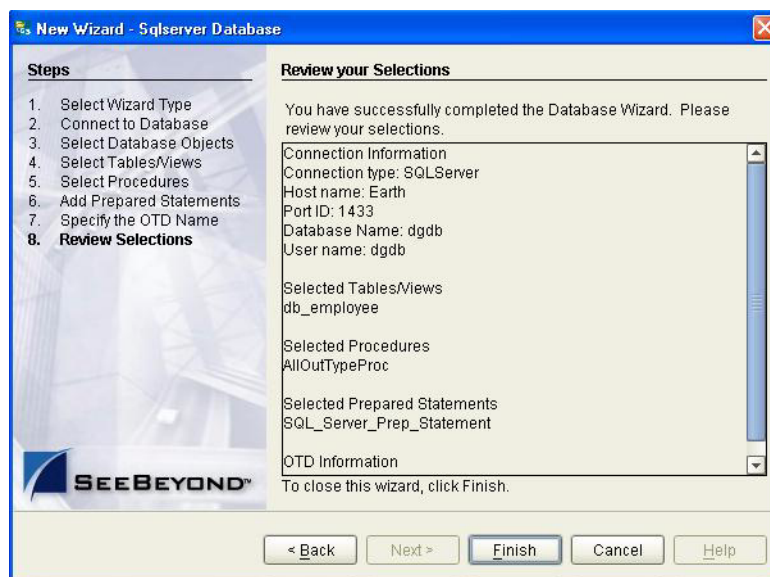 New Wizard - Sqlserver Database
Steps
1. Select Wizard Type
2. Connect to Database
3. Select Database Objects
4. Select Tables/Views
5. Select Procedures
6. Add Prepared Statements
7. Specify the OTD Name
8. Review Selections
SEEBEYOND™
Review your Selections
You have successfully completed the Database Wizard. Please
review your selections.
Connection Information
Connection type: SQLServer
Host name: Earth
Port ID: 1433
Database Name: dgdb
User name: dgdb
Selected Tables/Views
db_employee
Selected Procedures
AllOutTypeProc
Selected Prepared Statements
SQL_Server_Prep_Statement
OTD Information
To close this wizard, click Finish.
< Back
Next >
Finish
Cancel
Help